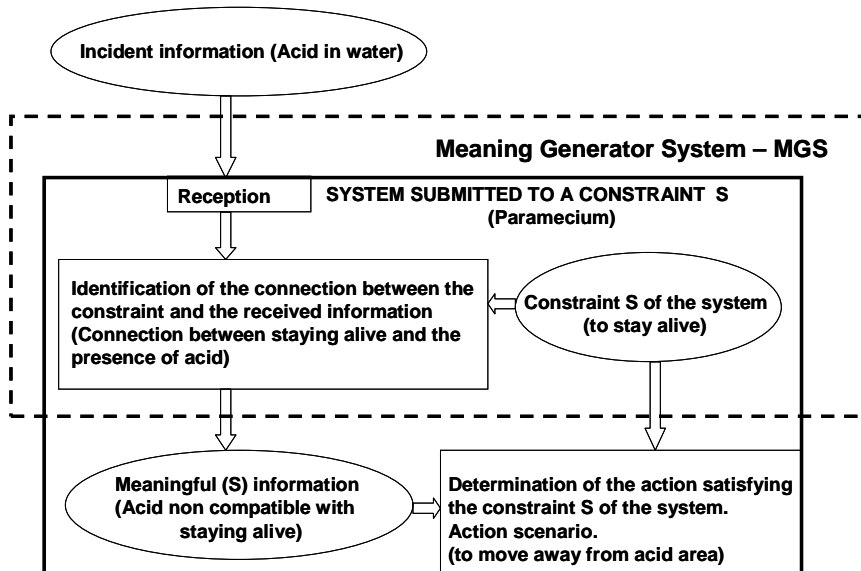 Incident information (Acid in water)
Meaning Generator System – MGS
Reception
SYSTEM SUBMITTED TO A CONSTRAINT S
(Paramecium)
Identification of the connection between the
constraint and the received information
(Connection between staying alive and the
presence of acid)
Constraint S of the system
(to stay alive)
Meaningful (S) information
(Acid non compatible with
staying alive)
Determination of the action satisfying
the constraint S of the system.
Action scenario.
(to move away from acid area)